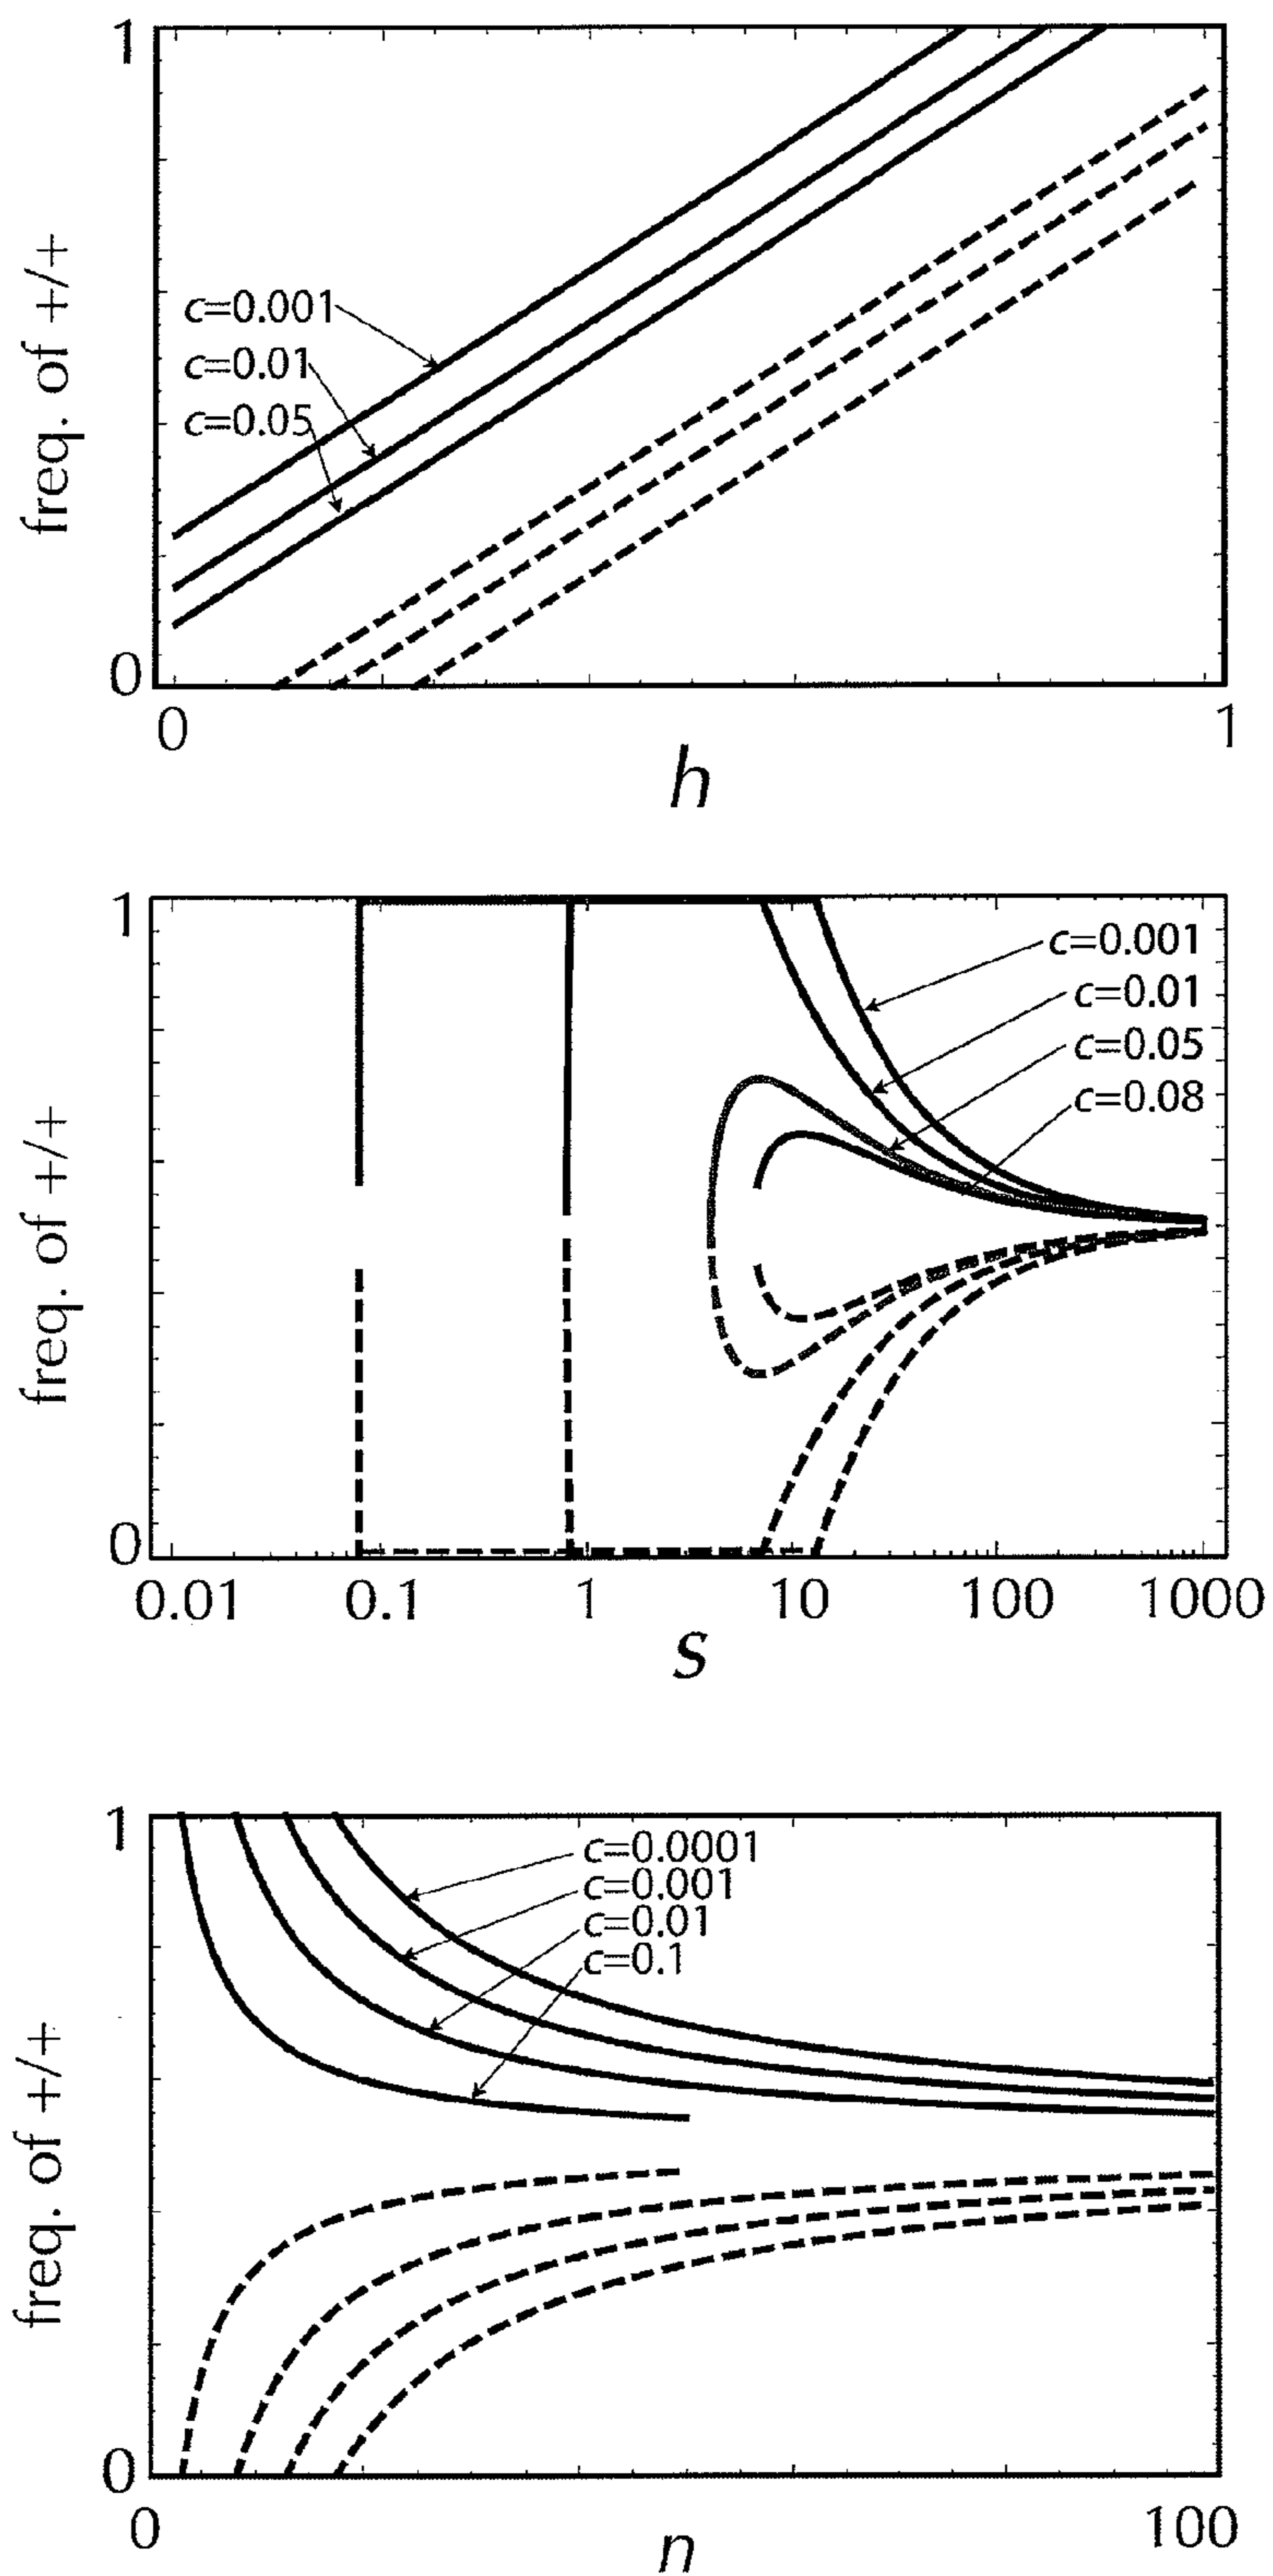 1
freq. of +/+
c=0.001
c=0.01
c=0.05
0
0
1
h
1
freq. of +/+
c=0.001
c=0.01
c=0.05
c=0.08
0
0.01 0.1 1 10 100 1000
s
1
freq. of +/+
c=0.0001
c=0.001
c=0.01
c=0.1
0
0
100
n